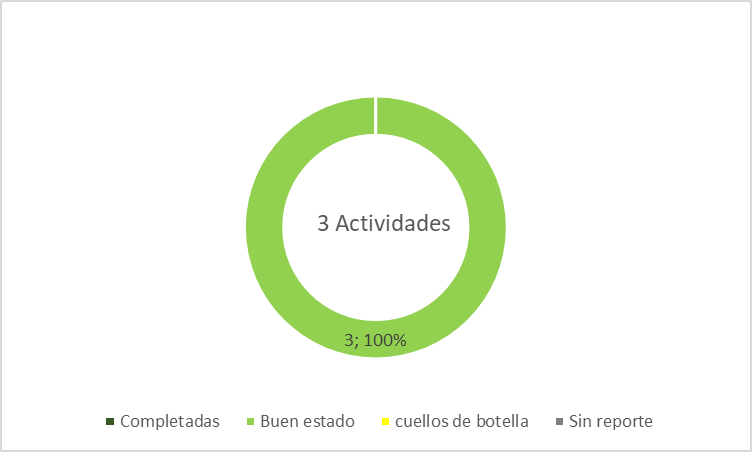 3 Actividades
3; 100%
Completadas Buen estado cuellos de botella Sin reporte